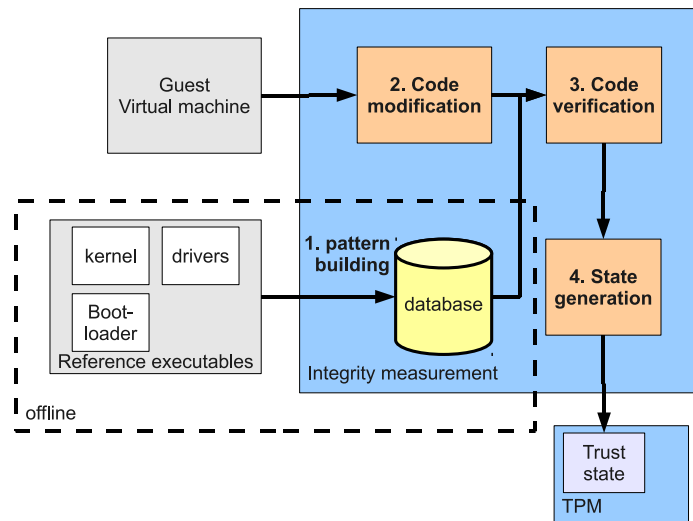 Guest
Virtual machine
2. Code
modification
3. Code
verification
kernel
drivers
Boot-
loader
Reference executables
offline
1. pattern
building
database
Integrity measurement
4. State
generation
Trust
state
TPM